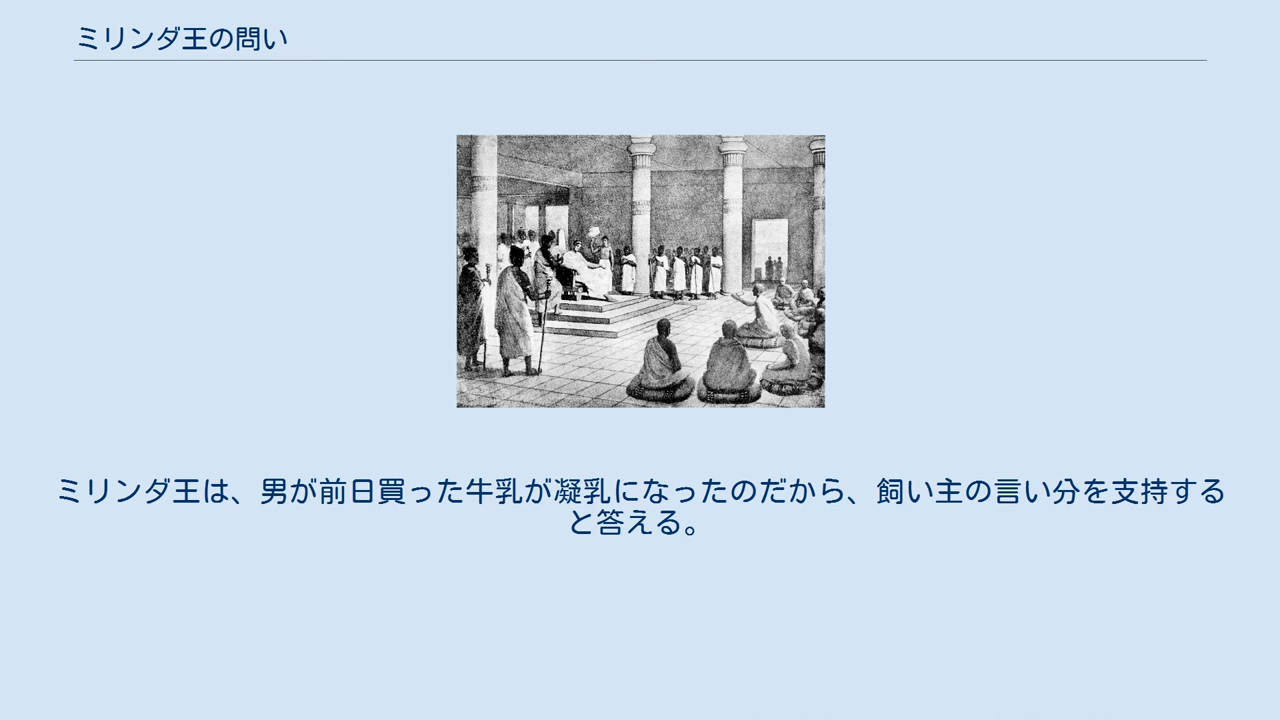 ミリンダ王の問い
ミリンダ王は、男が前日買った牛乳が凝乳になったのだから、飼い主の言い分を支持する
と答える。